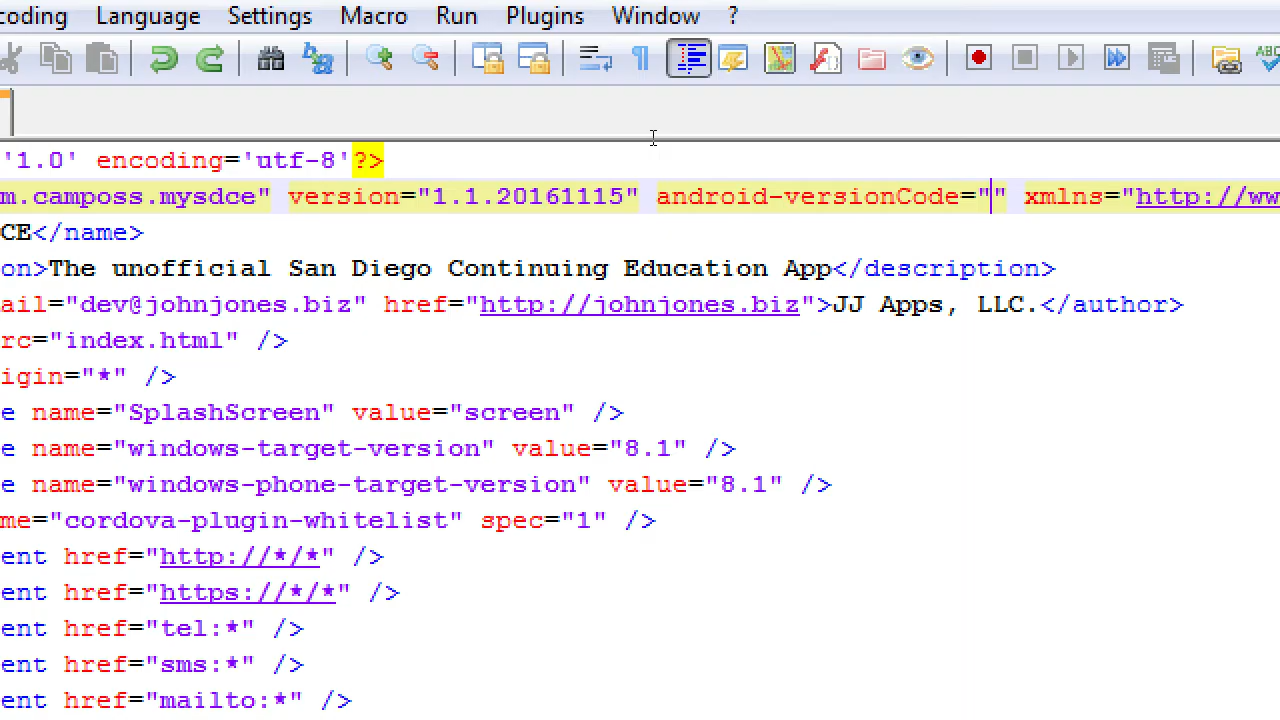 coding Language Settings Macro Run Plugins Window ?
ABC
'1.0' encoding='utf-8'?>
m.camposs.mysdce" version="1.1.20161115" android-versionCode="" xmlns="http://ww
CE</name>
on>The unofficial San Diego Continuing Education App</description>
ail="dev@johnjones.biz" href="http://johnjones.biz">JJ Apps, LLC.</author>
rc="index.html" />
igin="*" />
e name="SplashScreen" value="screen" />
e name="windows-target-version" value="8.1" />
e name="windows-phone-target-version" value="8.1" />
me="cordova-plugin-whitelist" spec="1" />
ent href="http://*/*" />
ent href="https://*/*" />
ent href="tel:*" />
ent href="sms:*" />
ent href="mailto:*" />